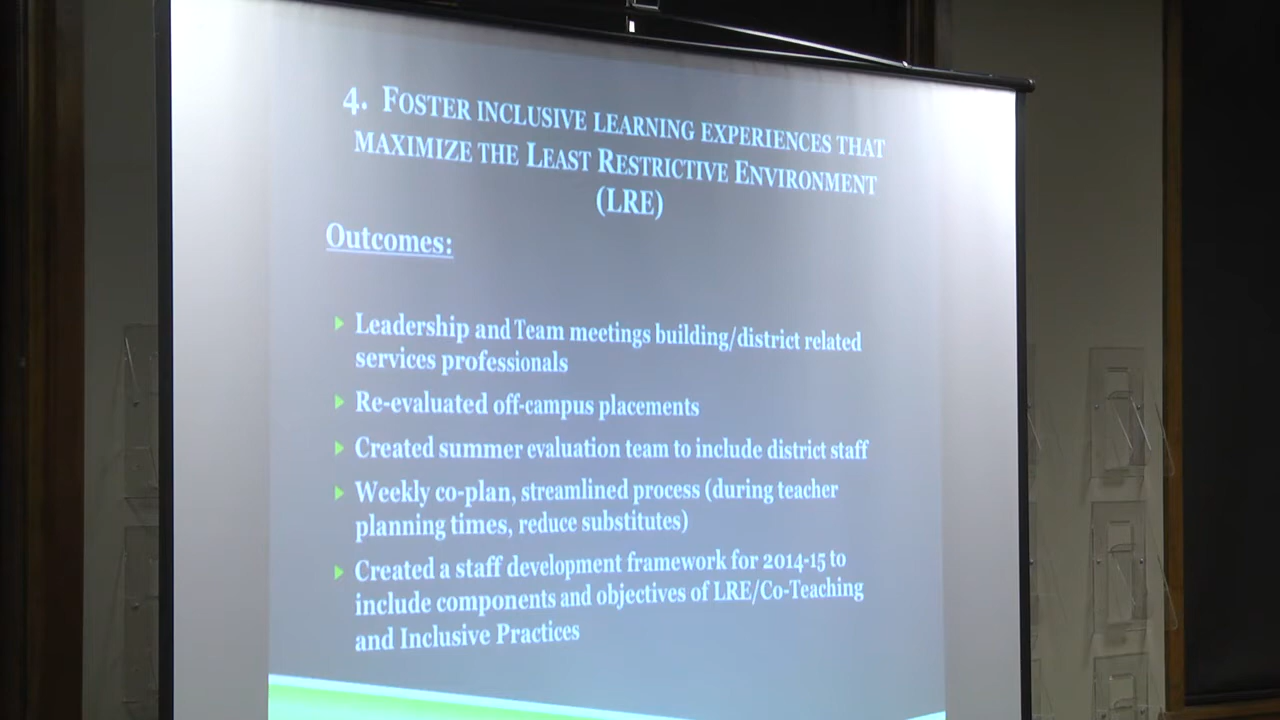 4. Foster inclusive learning experiences that
maximize the Least Restrictive Environment
(LRE)
Outcomes:
Leadership and Team meetings building/district related
services professionals
Re-evaluated off-campus placements
Created summer evaluation team to include district staff
Weekly co-plan, streamlined process (during teacher
planning times, reduce substitutes)
Created a staff development framework for 2014-15 to
include components and objectives of LRE/Co-Teaching
and Inclusive Practices